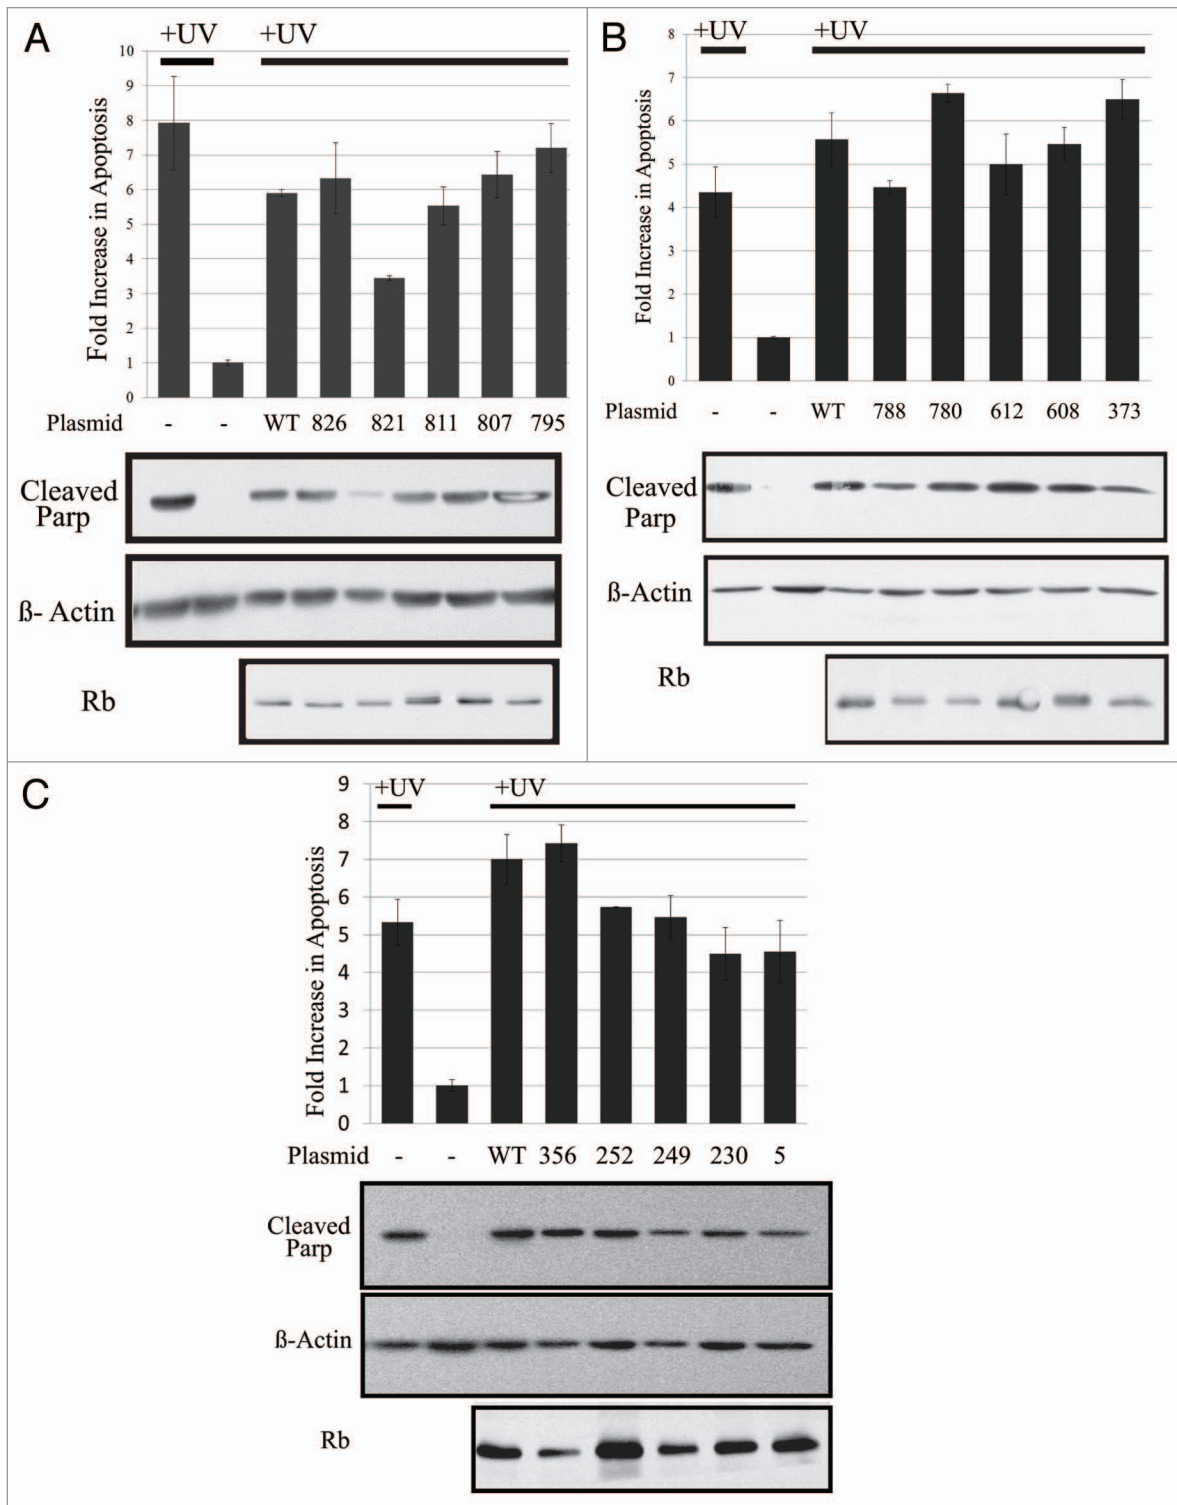 A
+UV +UV
Fold Increase in Apoptosis
10
9
8
7
6
5
4
3
2
1
0
Plasmid - - WT 826 821 811 807 795
Cleaved
Parp
ß- Actin
Rb
B
+UV +UV
Fold Increase in Apoptosis
8
7
6
5
4
3
2
1
0
Plasmid - - WT 788 780 612 608 373
Cleaved
Parp
ß-Actin
Rb
C
+UV +UV
Fold Increase in Apoptosis
9
8
7
6
5
4
3
2
1
0
Plasmid - - WT 356 252 249 230 5
Cleaved
Parp
ß-Actin
Rb